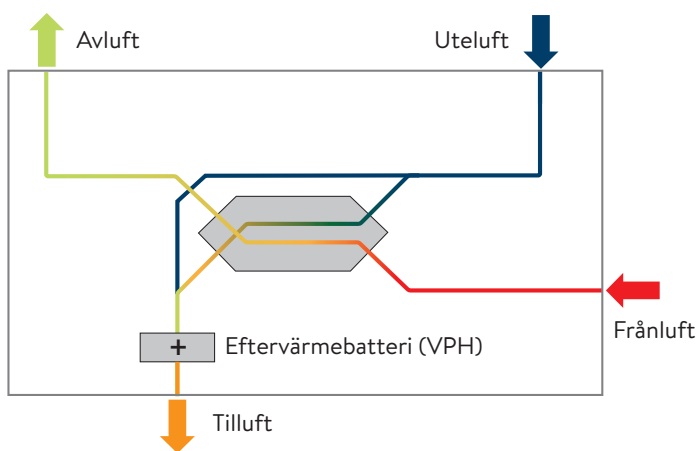 Avluft
Uteluft
Frånluft
+
Eftervärmebatteri (VPH)
Tilluft